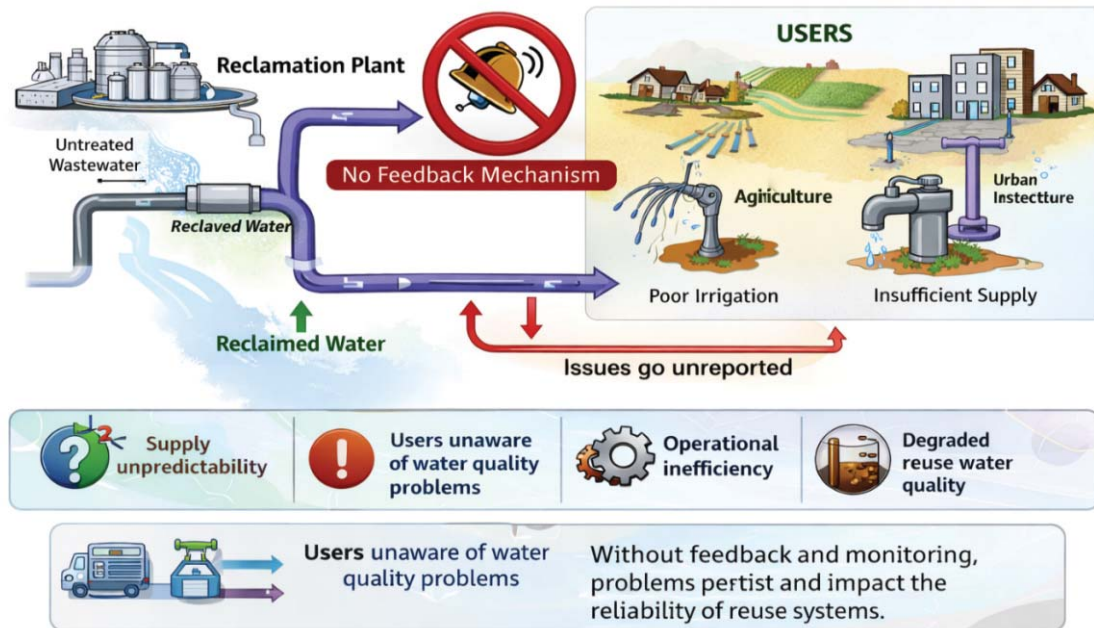 Reclamation Plant
Untreated
Wastewater
Reclaved Water
No Feedback Mechanism
Reclaimed Water
USERS
Aghiculture
Urban
Instectture
Poor Irrigation
Insufficient Supply
Issues go unreported
?
2
Supply
unpredictability
!
Users unaware
of water quality
problems
Operational
inefficiency
Degraded
reuse water
quality
Users unaware of water
quality problems
Without feedback and monitoring,
problems pertist and impact the
reliability of reuse systems.